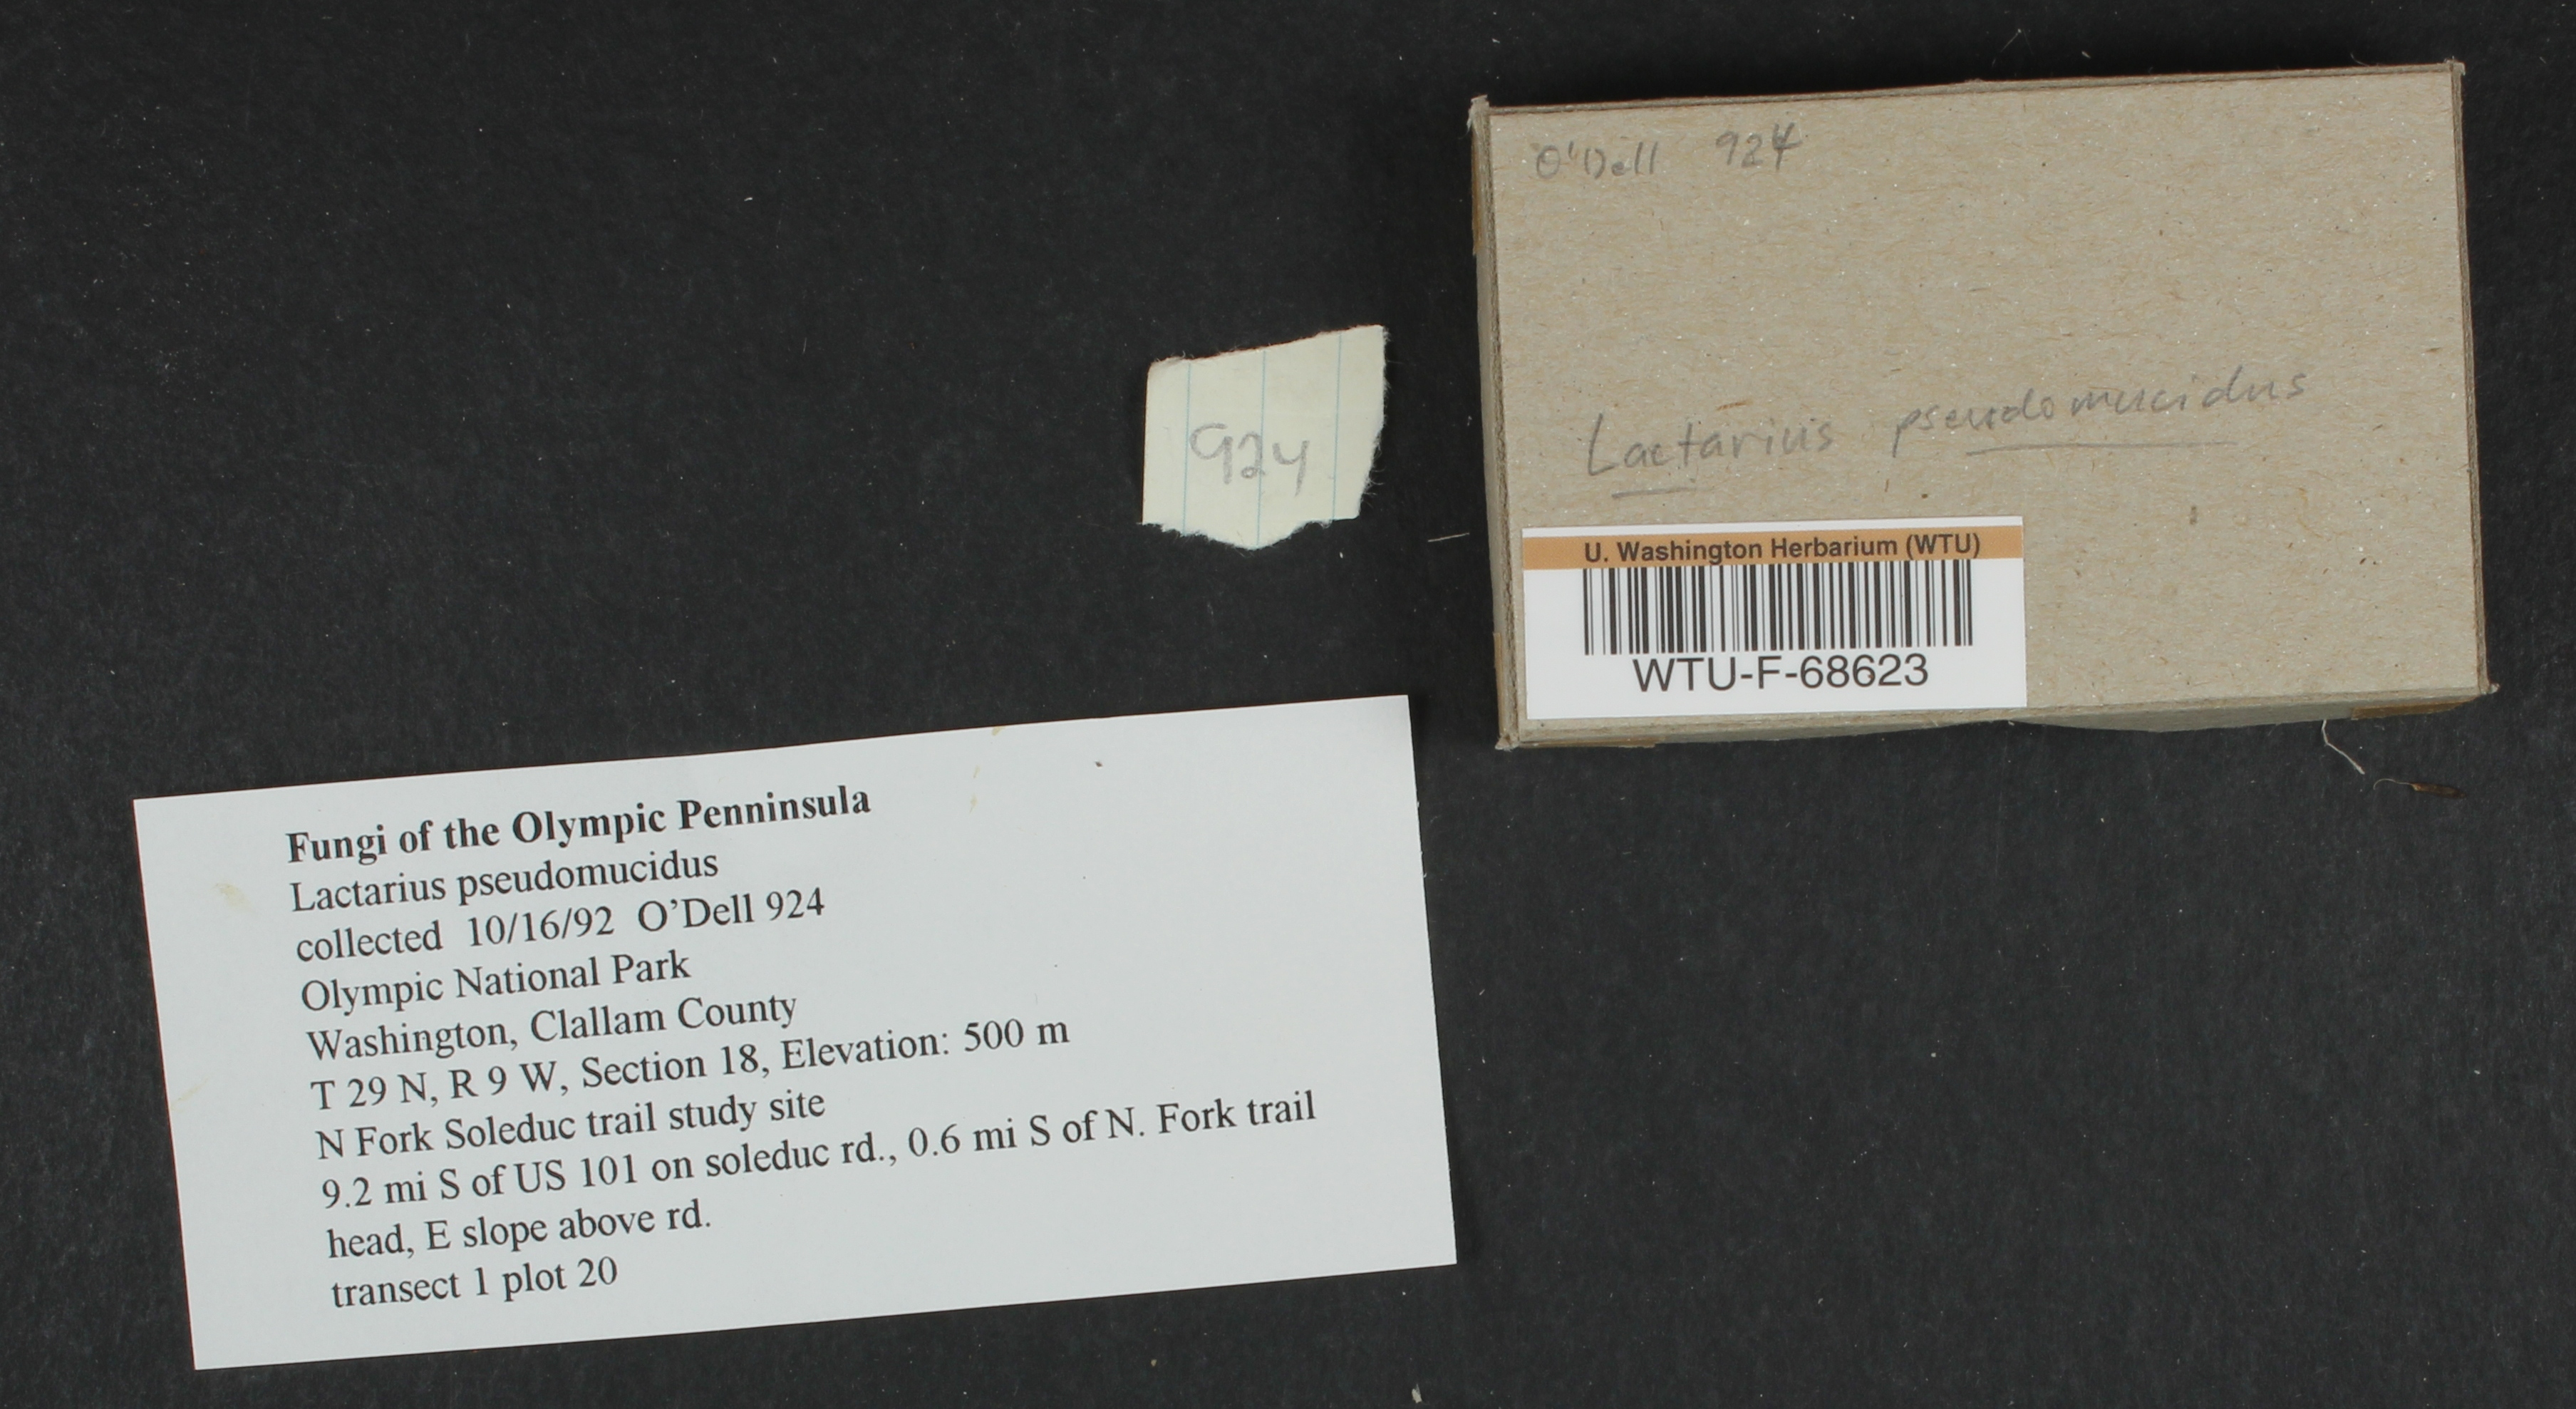 O'Dell 924
Lactarius pseudomucidus
U. Washington Herbarium (WTU)
WTU-F-68623
924
Fungi of the Olympic Penninsula
Lactarius pseudomucidus
collected 10/16/92 O'Dell 924
Olympic National Park
Washington, Clallam County
T 29 N, R 9 W, Section 18, Elevation: 500 m
N Fork Soleduc trail study site
9.2 mi S of US 101 on soleduc rd., 0.6 mi S of N. Fork trail
head, E slope above rd.
transect 1 plot 20